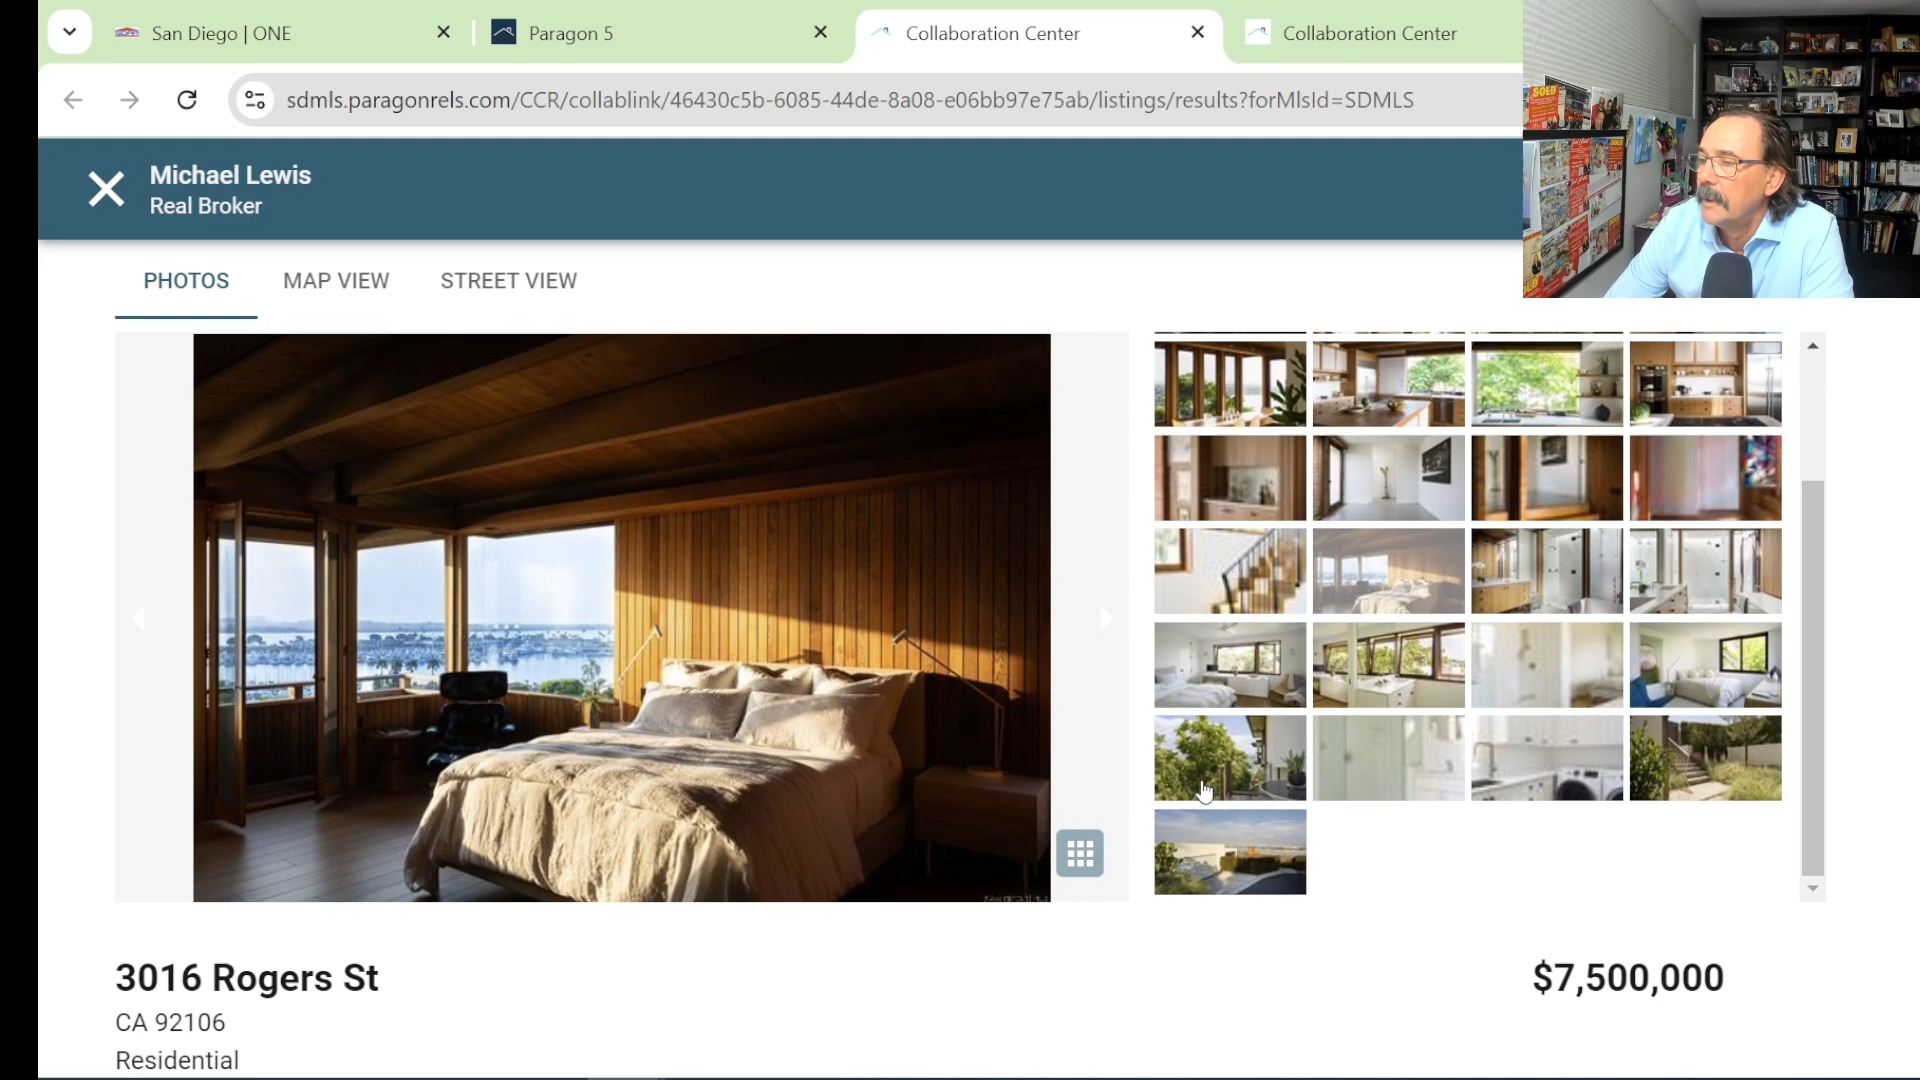 San Diego | ONE
Paragon 5
Collaboration Center
Collaboration Center
sdmls.paragonrels.com/CCR/collablink/46430c5b-6085-44de-8a08-e06bb97e75ab/listings/results?forMlsId=SDMLS
Michael Lewis
Real Broker
SOLD
PHOTOS
MAP VIEW
STREET VIEW
3016 Rogers St
$7,500,000
CA 92106
Residential